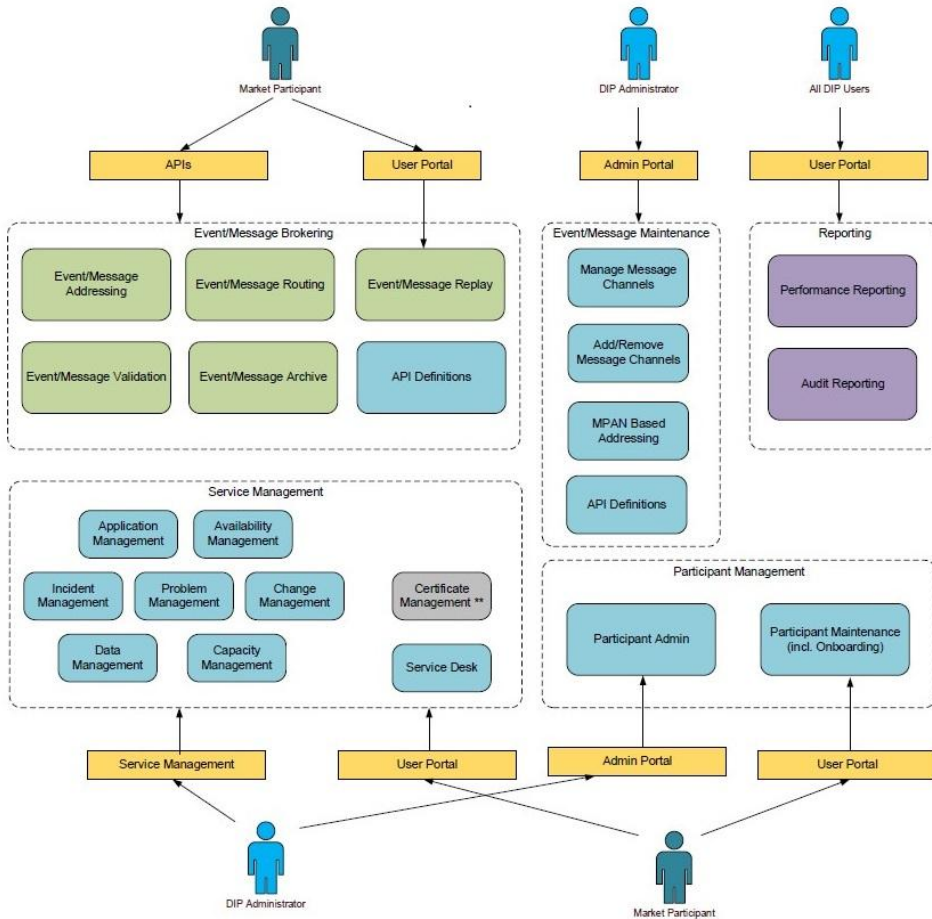 Market Participant
DIP Administrator
All DIP Users
APIs
User Portal
Admin Portal
User Portal
Event/Message Brokering
Event/Message
Addressing
Event/Message Routing
Event/Message Replay
Event/Message Validation
Event/Message Archive
API Definitions
Event/Message Maintenance
Manage Message
Channels
Add/Remove
Message Channels
MPAN Based
Addressing
API Definitions
Reporting
Performance Reporting
Audit Reporting
Service Management
Application
Management
Availability
Management
Incident
Management
Problem
Management
Change
Management
Data
Management
Capacity
Management
Certificate
Management **
Service Desk
Participant Management
Participant Admin
Participant Maintenance
(incl. Onboarding)
Service Management
User Portal
Admin Portal
User Portal
DIP Administrator
Market Participant